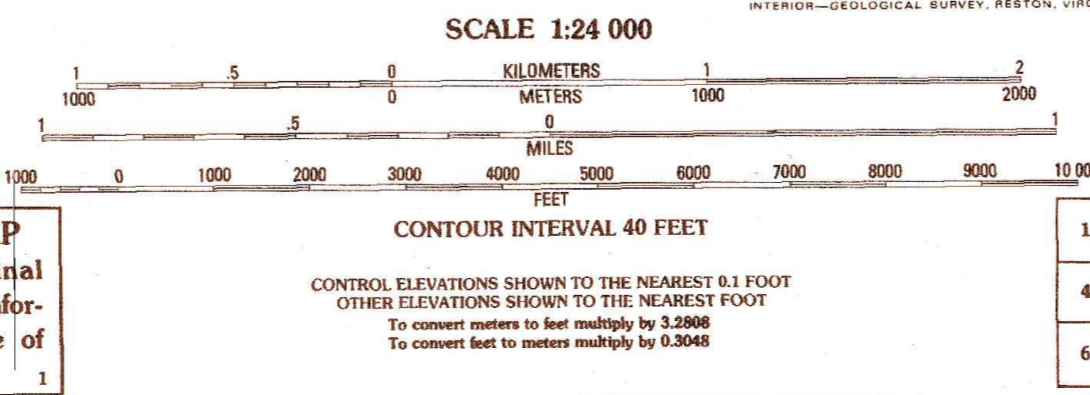 INTERIOR—GEOLOGICAL SURVEY, RESTON, VIRG
SCALE 1:24 000
1 .5 0 KILOMETERS 1 2
1000 0 METERS 1000 2000
1 .5 0 1
MILES
1000 0 1000 2000 3000 4000 5000 6000 7000 8000 9000 10 00
FEET
CONTOUR INTERVAL 40 FEET
CONTROL ELEVATIONS SHOWN TO THE NEAREST 0.1 FOOT
OTHER ELEVATIONS SHOWN TO THE NEAREST FOOT
To convert meters to feet multiply by 3.2808
To convert feet to meters multiply by 0.3048
P
inal
nfor-
e of
1
1
4
6